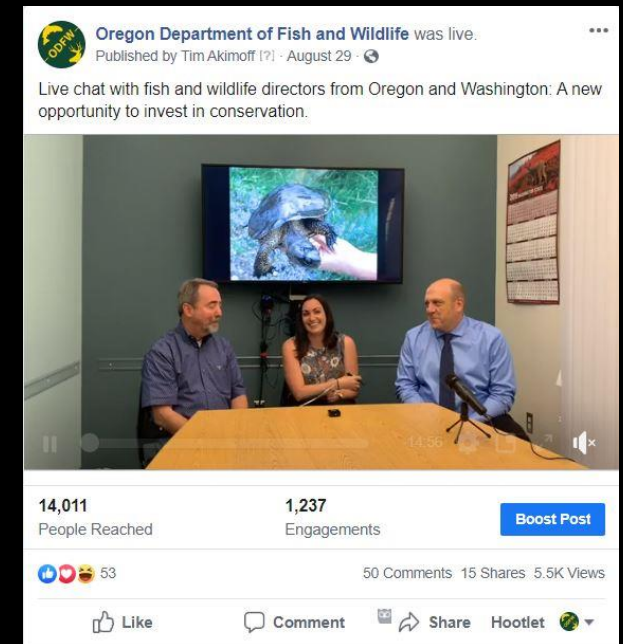 ODFW
Oregon Department of Fish and Wildlife was live.
Published by Tim Akimoff [?] · August 29 ·
Live chat with fish and wildlife directors from Oregon and Washington: A new
opportunity to invest in conservation.
-14:56
14,011
People Reached
1,237
Engagements
Boost Post
53
50 Comments 15 Shares 5.5K Views
Like
Comment
Share
Hootlet